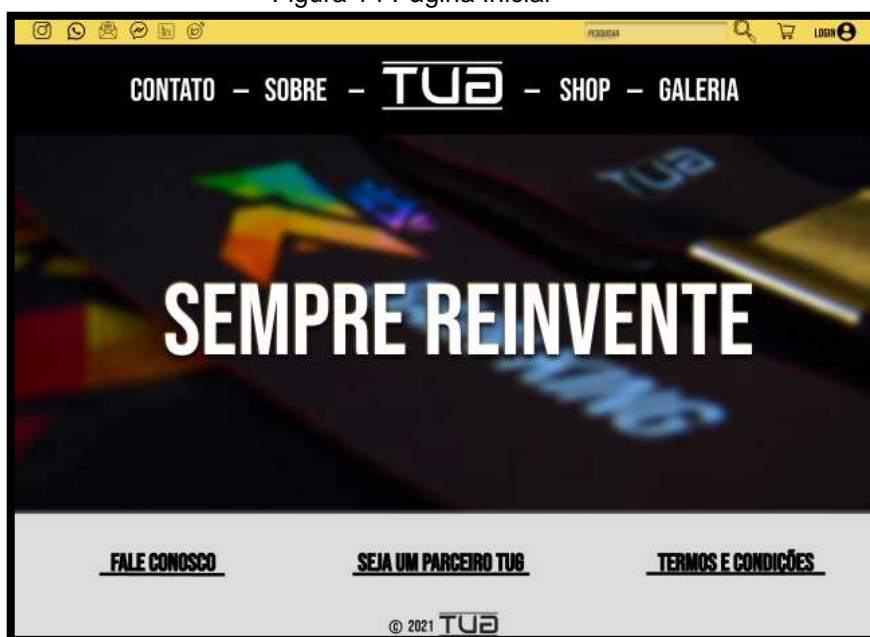 Figura Página Inicial
PESQUISAR
LOGIN
CONTATO – SOBRE – TUG – SHOP – GALERIA
TUG
SEMPRE REINVENTE
FALE CONOSCO SEJA UM PARCEIRO TUG TERMOS E CONDIÇÕES
© 2021 TUG